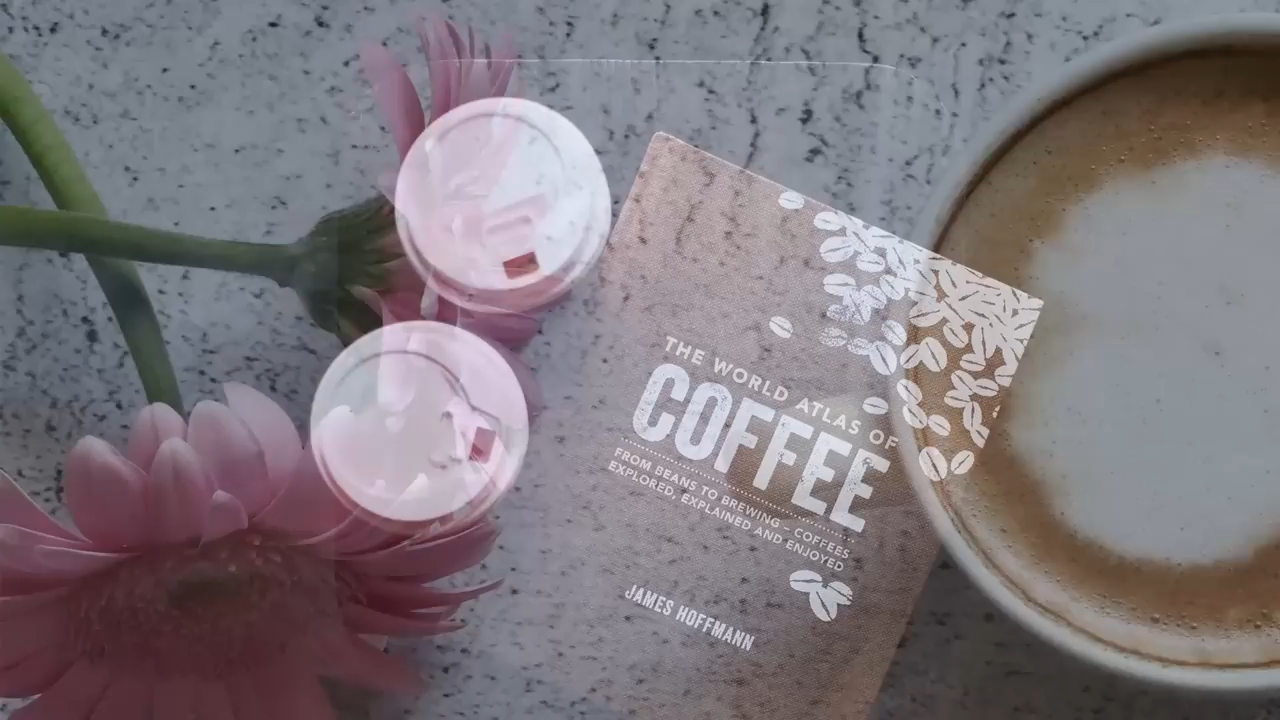 THE WORLD ATLAS OF
COFFEE
FROM BEANS TO BREWING - COFFEES
EXPLORED, EXPLAINED AND ENJOYED
JAMES HOFFMANN